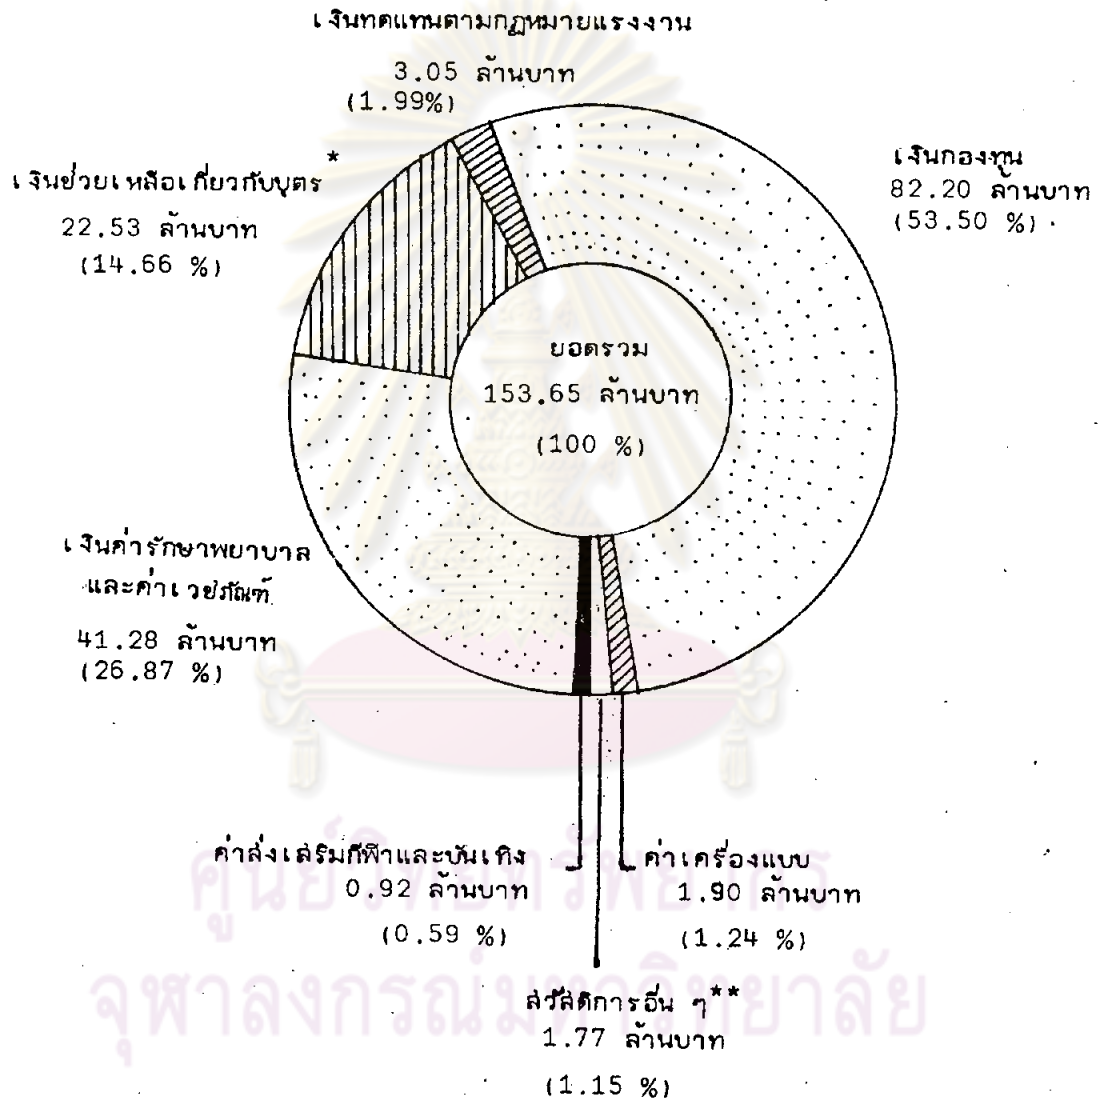 เงินทดแทนตามกฎหมายแรงงาน
3.05 ล้านบาท
(1.99%)
เงินกองทุน
82.20 ล้านบาท
(53.50 %)
เงินช่วยเหลือเกี่ยวกับบุตร*
22.53 ล้านบาท
(14.66 %)
ยอดรวม
153.65 ล้านบาท
(100 %)
เงินค่ารักษาพยาบาล
และค่าเวชภัณฑ์
41.28 ล้านบาท
(26.87 %)
ค่าส่งเสริมกีฬาและบันเทิง
0.92 ล้านบาท
(0.59 %)
ค่าเครื่องแบบ
1.90 ล้านบาท
(1.24 %)
สวัสดิการอื่น ๆ**
1.77 ล้านบาท
(1.15 %)
ศูนย์วิทยทรัพยากร
จุฬาลงกรณ์มหาวิทยาลัย